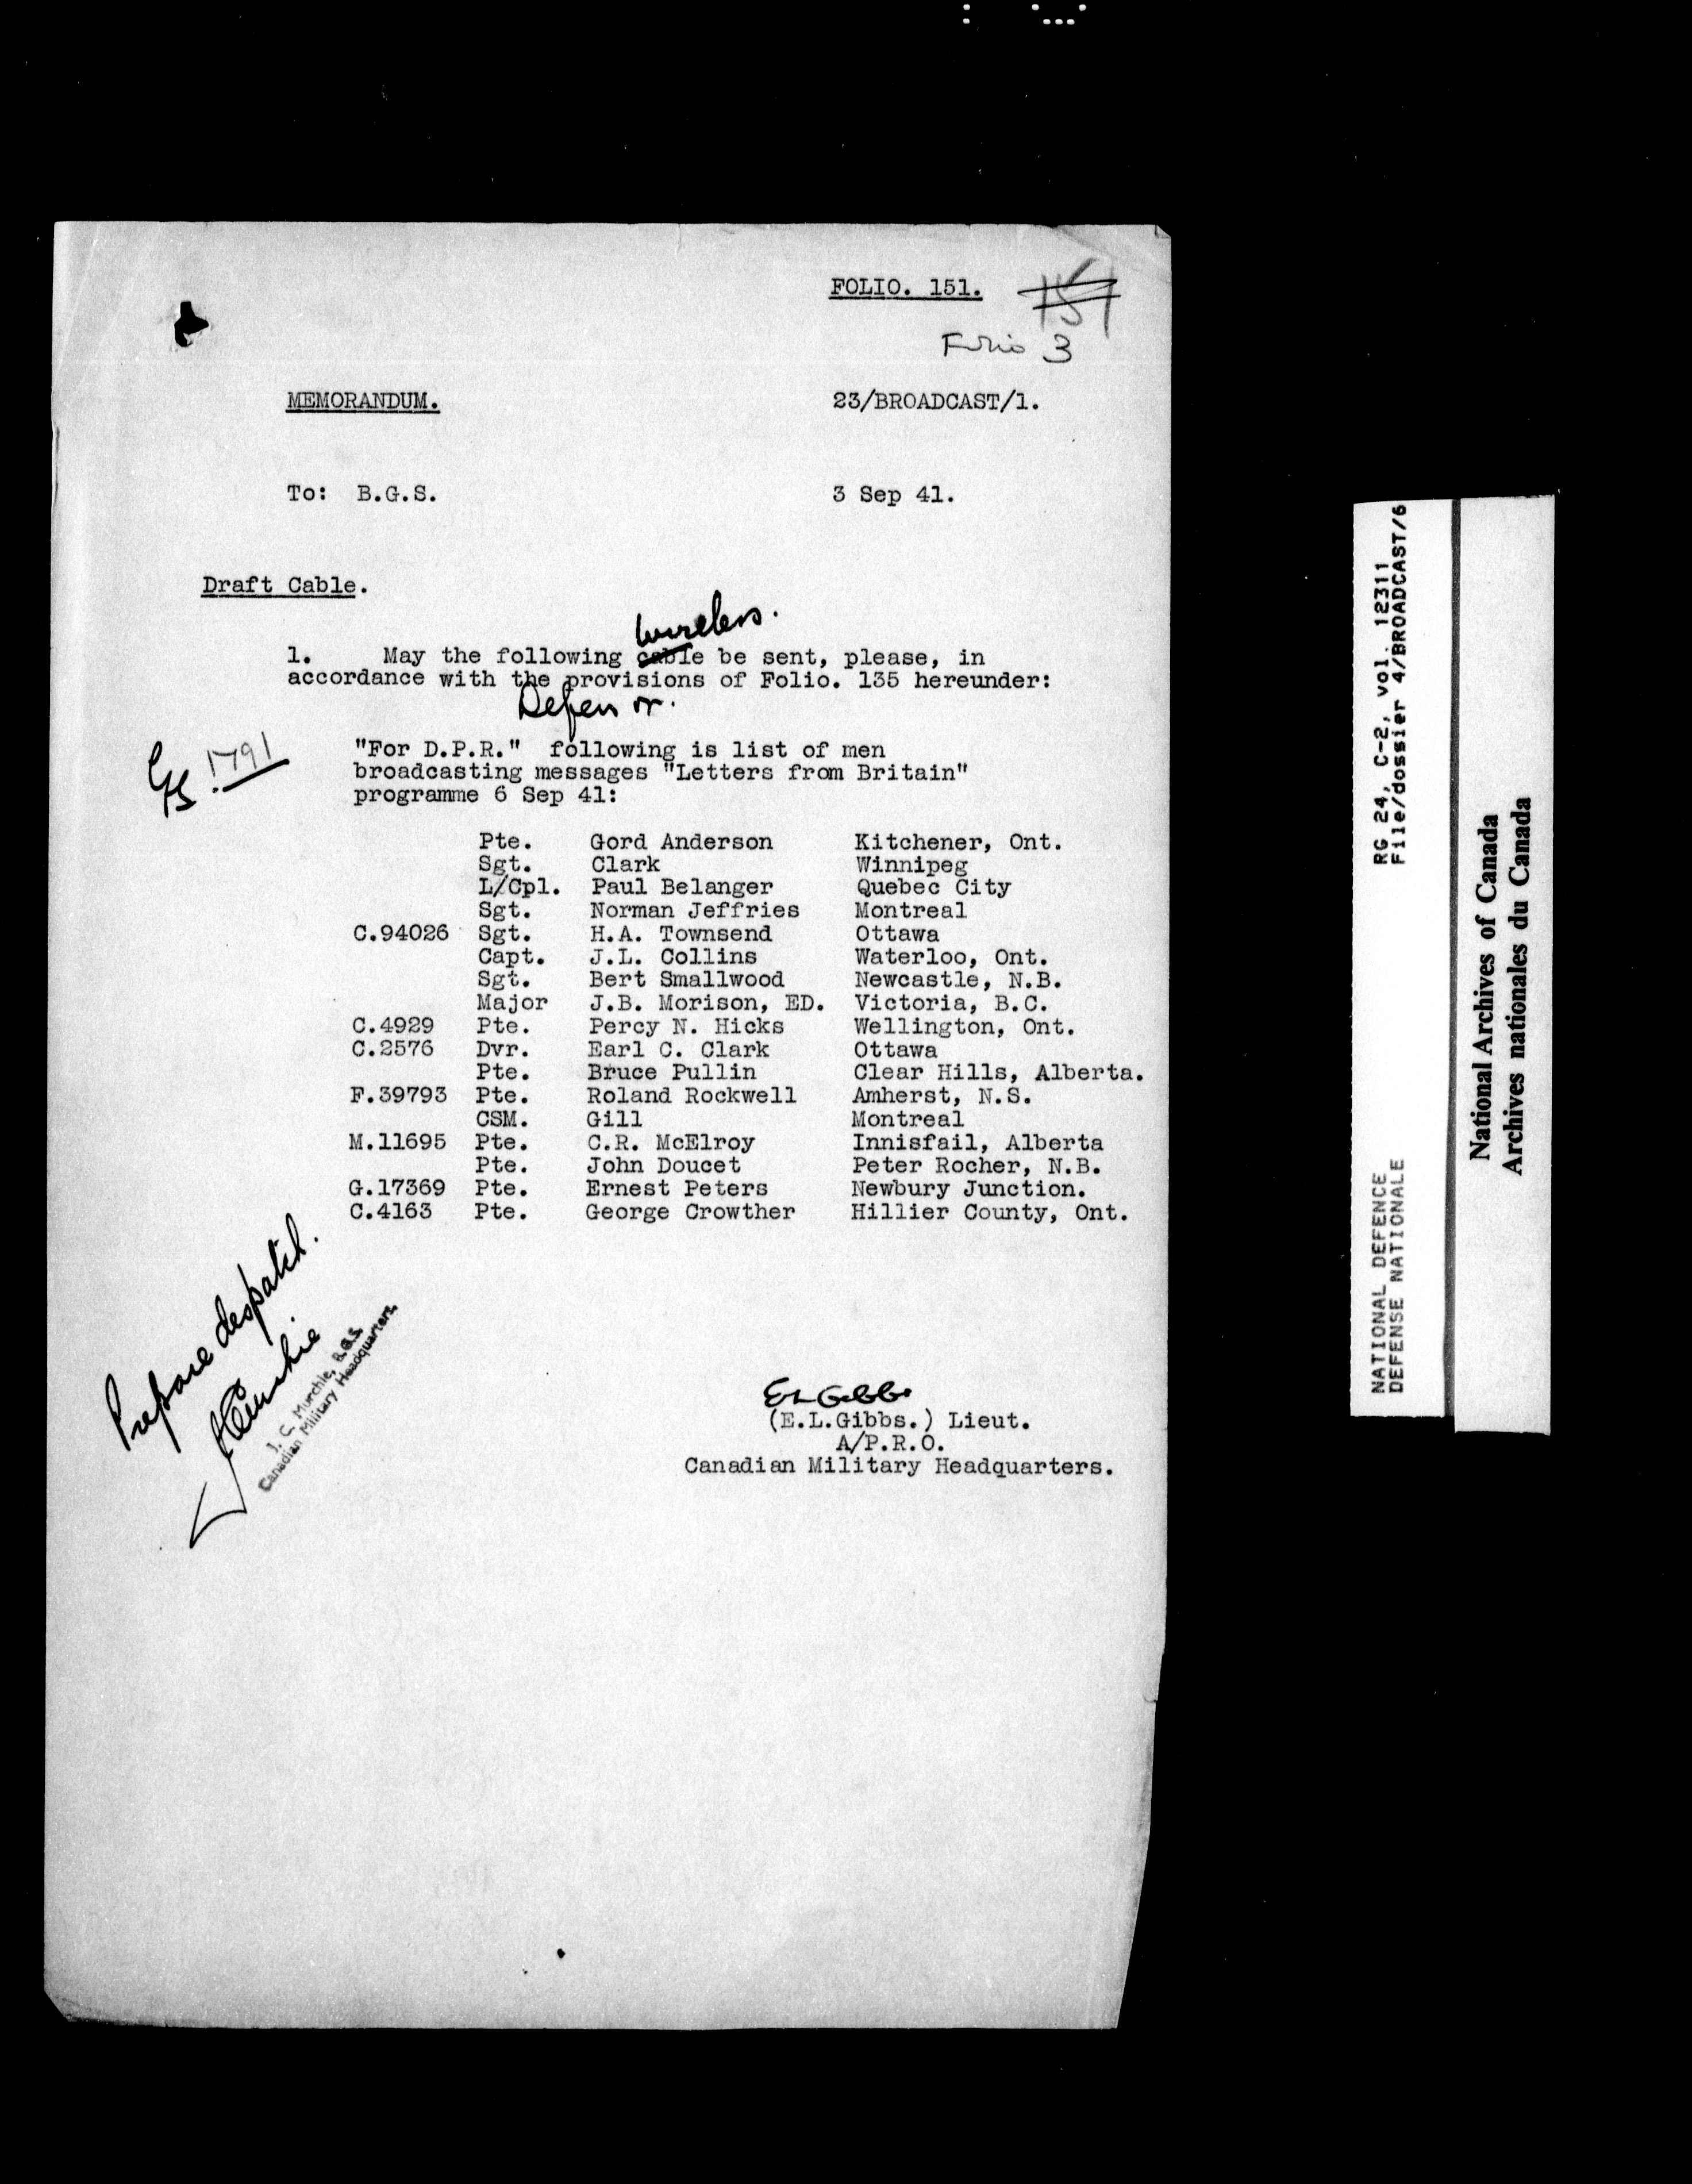 FOLIO. 151. 151
Folio 3
MEMORANDUM. 23/BROADCAST/1.
To: B.G.S. 3 Sep 41.
Draft Cable.
wireless.
1. May the following cable be sent, please, in
accordance with the provisions of Folio. 135 hereunder:
Defensor.
GS. 1791
"For D.P.R." following is list of men
broadcasting messages "Letters from Britain"
programme 6 Sep 41:
Pte. Gord Anderson Kitchener, Ont.
Sgt. Clark Winnipeg
L/Cpl. Paul Belanger Quebec City
Sgt. Norman Jeffries Montreal
C.94026 Sgt. H.A. Townsend Ottawa
Capt. J.L. Collins Waterloo, Ont.
Sgt. Bert Smallwood Newcastle, N.B.
Major J.B. Morison, ED. Victoria, B.C.
C.4929 Pte. Percy N. Hicks Wellington, Ont.
C.2576 Dvr. Earl C. Clark Ottawa
Pte. Bruce Pullin Clear Hills, Alberta.
F.39793 Pte. Roland Rockwell Amherst, N.S.
CSM. Gill Montreal
M.11695 Pte. C.R. McElroy Innisfail, Alberta
Pte. John Doucet Peter Rocher, N.B.
G.17369 Pte. Ernest Peters Newbury Junction.
C.4163 Pte. George Crowther Hillier County, Ont.
Prepare despatch.
JCMurchie
J. C. Murchie, B.G.S.
Canadian Military Headquarters.
EL Gibbs
(E.L.Gibbs.) Lieut.
A/P.R.O.
Canadian Military Headquarters.
NATIONAL DEFENCE RG 24, C-2, vol. 12311
DEFENSE NATIONALE File/dossier 4/BROADCAST/6
National Archives of Canada
Archives nationales du Canada